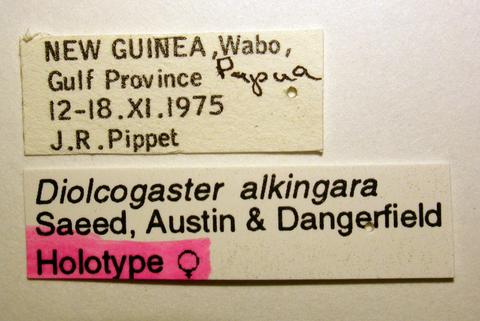 NEW GUINEA, Wabo,
Gulf Province Papua
12-18.XI.1975
J.R. Pippet
Diolcogaster alkingara
Saeed, Austin & Dangerfield
Holotype ♀